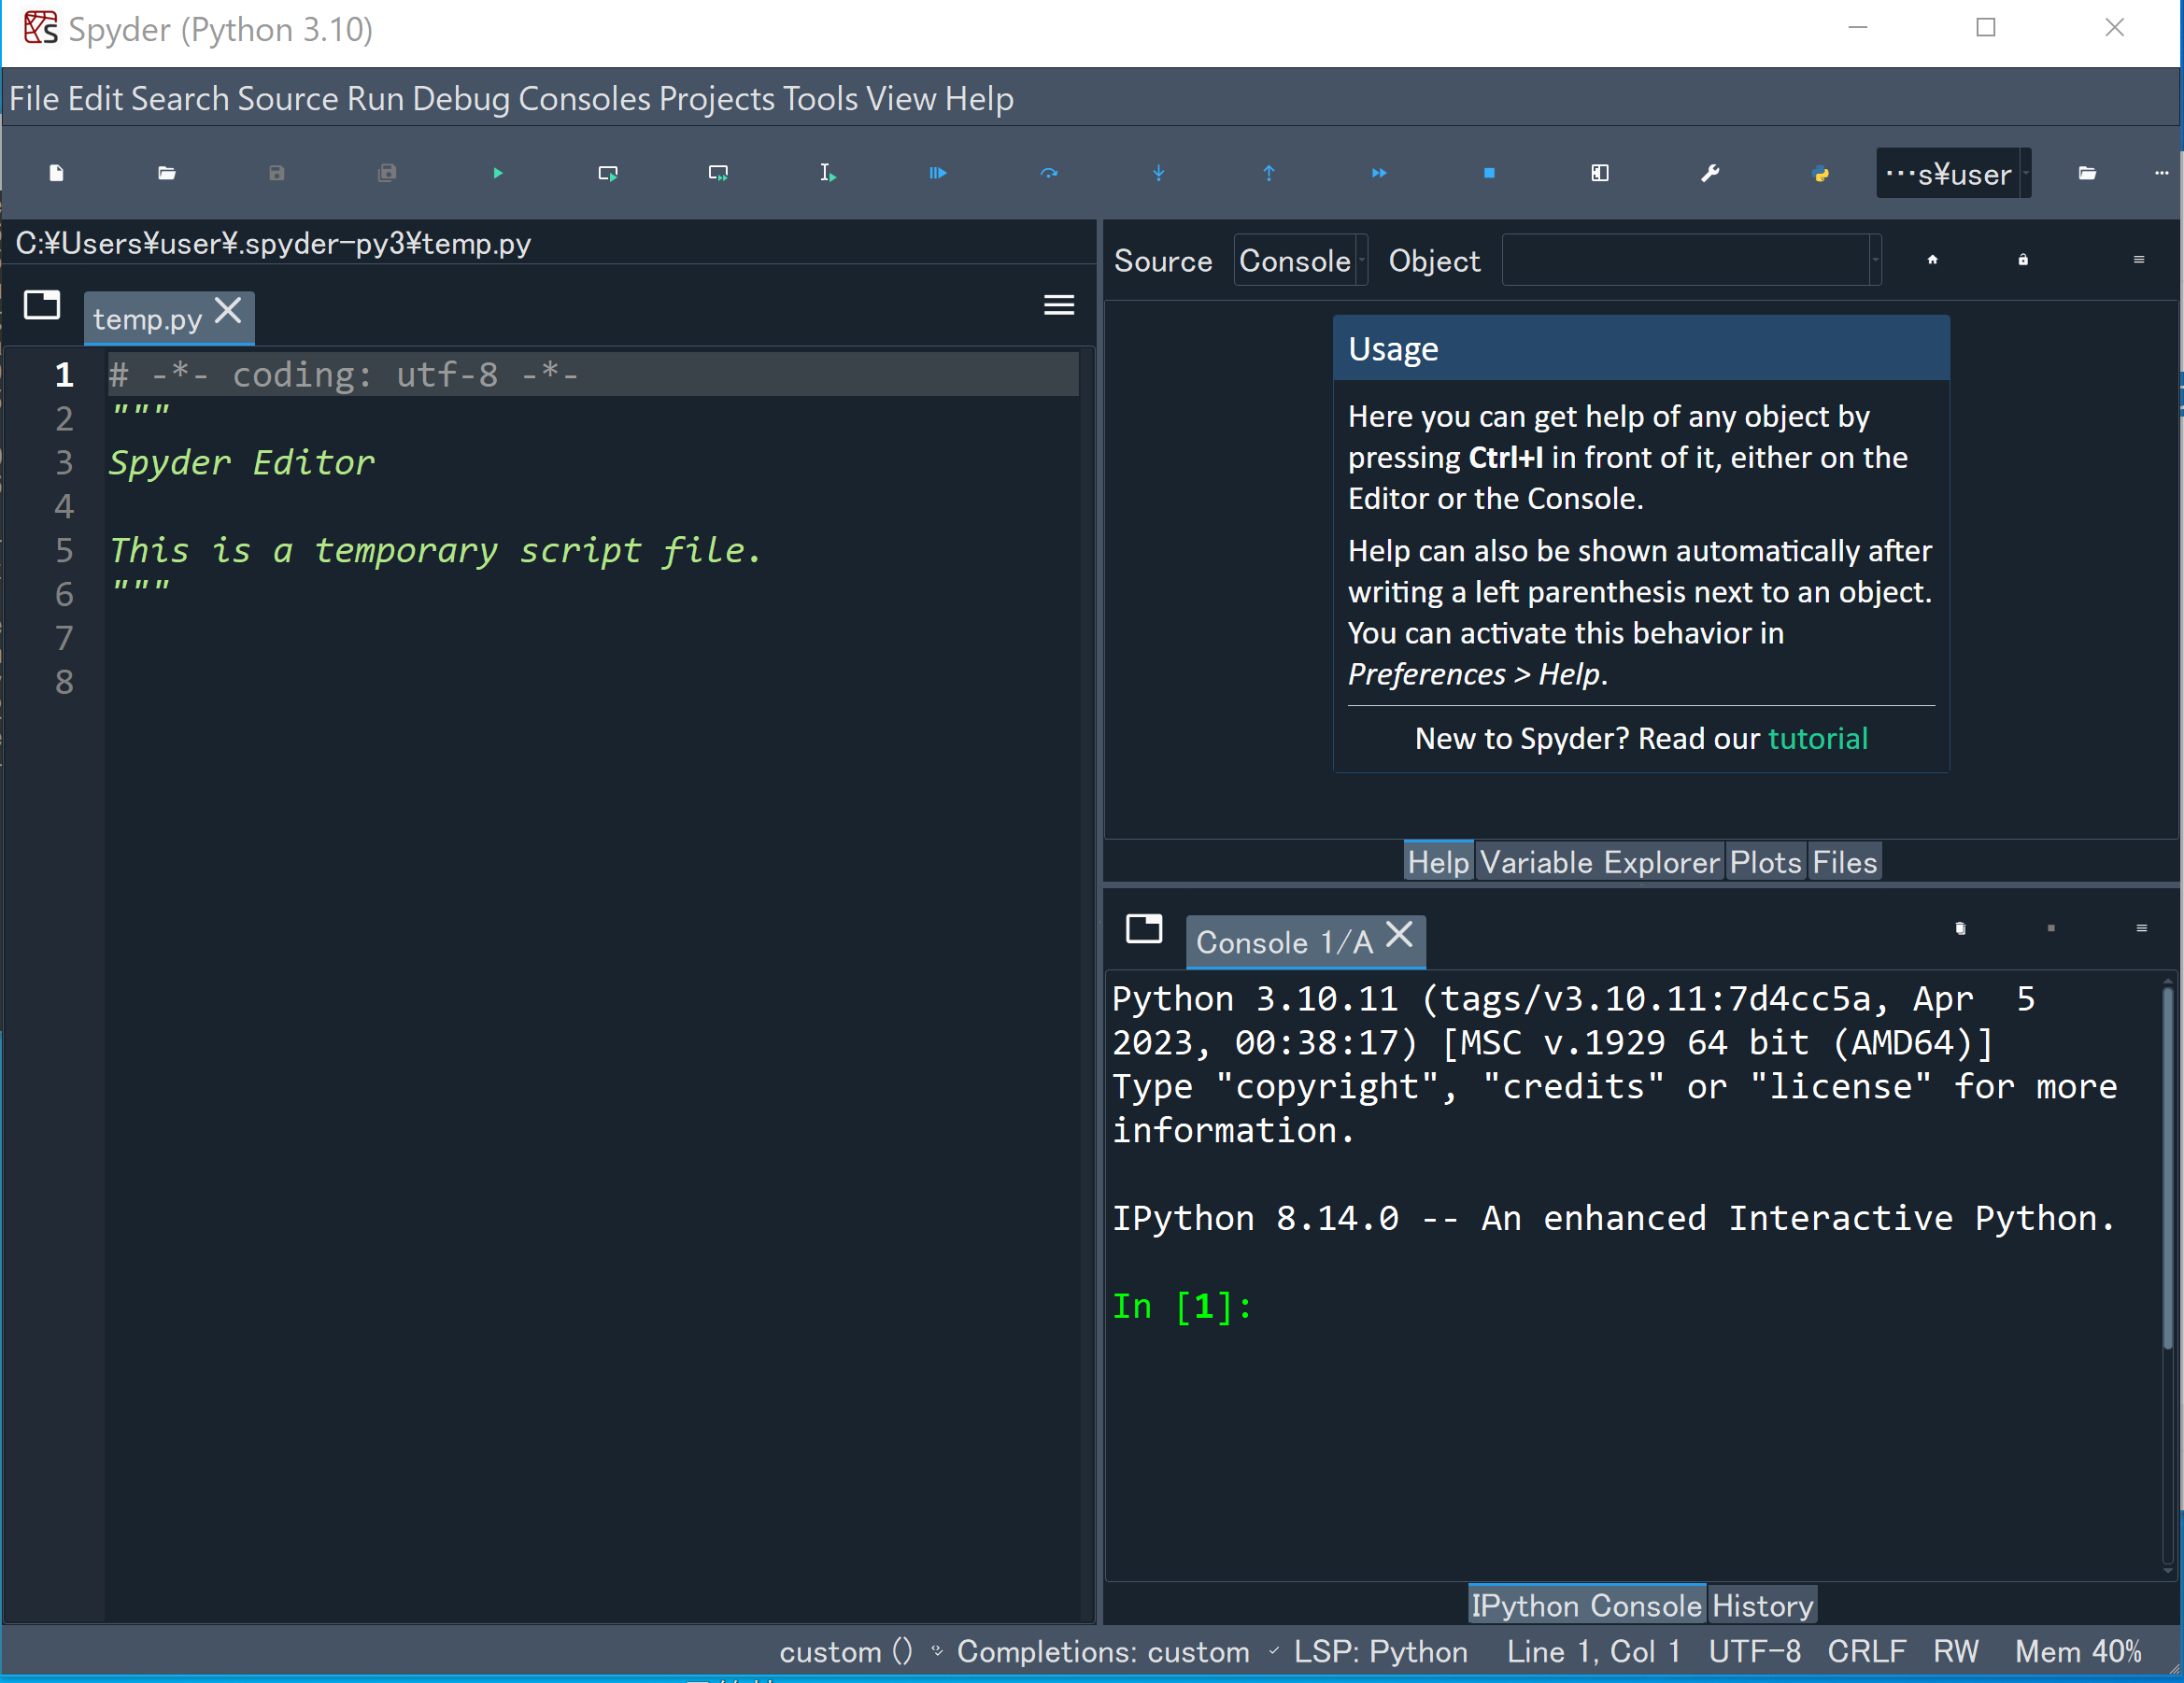 Spyder (Python 3.10)
File Edit Search Source Run Debug Consoles Projects Tools View Help
…s¥user
C:¥Users¥user¥.spyder-py3¥temp.py
temp.py
1 # -*- coding: utf-8 -*-
2 """
3 Spyder Editor
4
5 This is a temporary script file.
6 """
7
8
Source Console Object
Usage
Here you can get help of any object by
pressing Ctrl+I in front of it, either on the
Editor or the Console.
Help can also be shown automatically after
writing a left parenthesis next to an object.
You can activate this behavior in
Preferences > Help.
New to Spyder? Read our tutorial
Help Variable Explorer Plots Files
Console 1/A
Python 3.10.11 (tags/v3.10.11:7d4cc5a, Apr  5
2023, 00:38:17) [MSC v.1929 64 bit (AMD64)]
Type "copyright", "credits" or "license" for more
information.
IPython 8.14.0 -- An enhanced Interactive Python.
In [1]:
IPython Console History
custom () Completions: custom LSP: Python Line 1, Col 1 UTF-8 CRLF RW Mem 40%